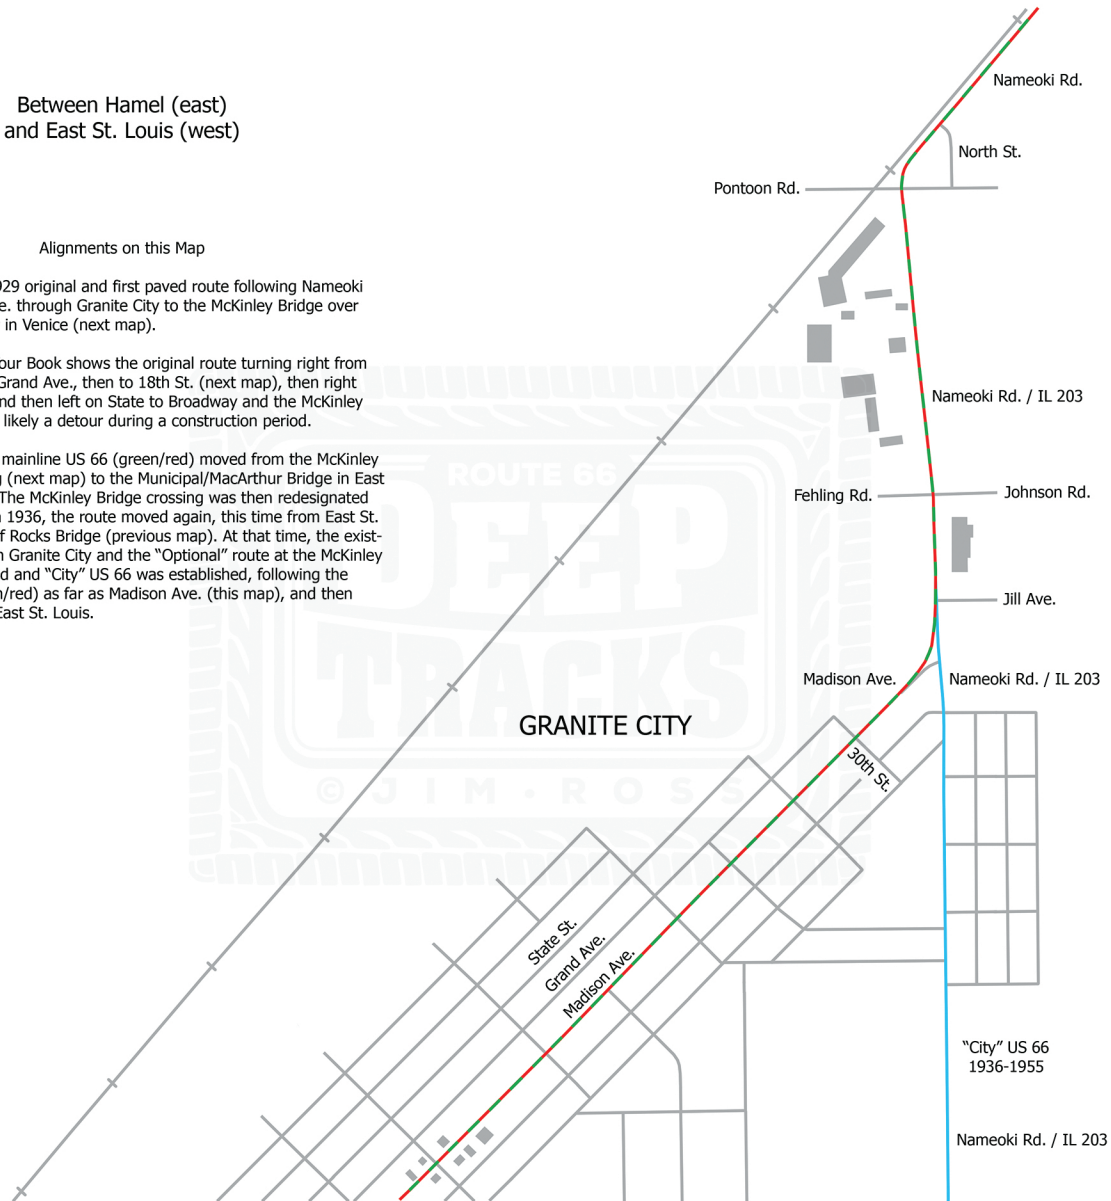 Between Hamel (east)
and East St. Louis (west)
Alignments on this Map
29 original and first paved route following Nameoki
e. through Granite City to the McKinley Bridge over
in Venice (next map).
our Book shows the original route turning right from
Grand Ave., then to 18th St. (next map), then right
nd then left on State to Broadway and the McKinley
likely a detour during a construction period.
mainline US 66 (green/red) moved from the McKinley
g (next map) to the Municipal/MacArthur Bridge in East
The McKinley Bridge crossing was then redesignated
1936, the route moved again, this time from East St.
f Rocks Bridge (previous map). At that time, the exist-
n Granite City and the “Optional” route at the McKinley
d and “City” US 66 was established, following the
n/red) as far as Madison Ave. (this map), and then
East St. Louis.
Nameoki Rd.
North St.
Pontoon Rd.
Nameoki Rd. / IL 203
Fehling Rd.
Johnson Rd.
Jill Ave.
Madison Ave.
Nameoki Rd. / IL 203
GRANITE CITY
30th St.
State St.
Grand Ave.
Madison Ave.
“City” US 66
1936-1955
Nameoki Rd. / IL 203
ROUTE 66
DEEP
TRACKS
© JIM • ROSS